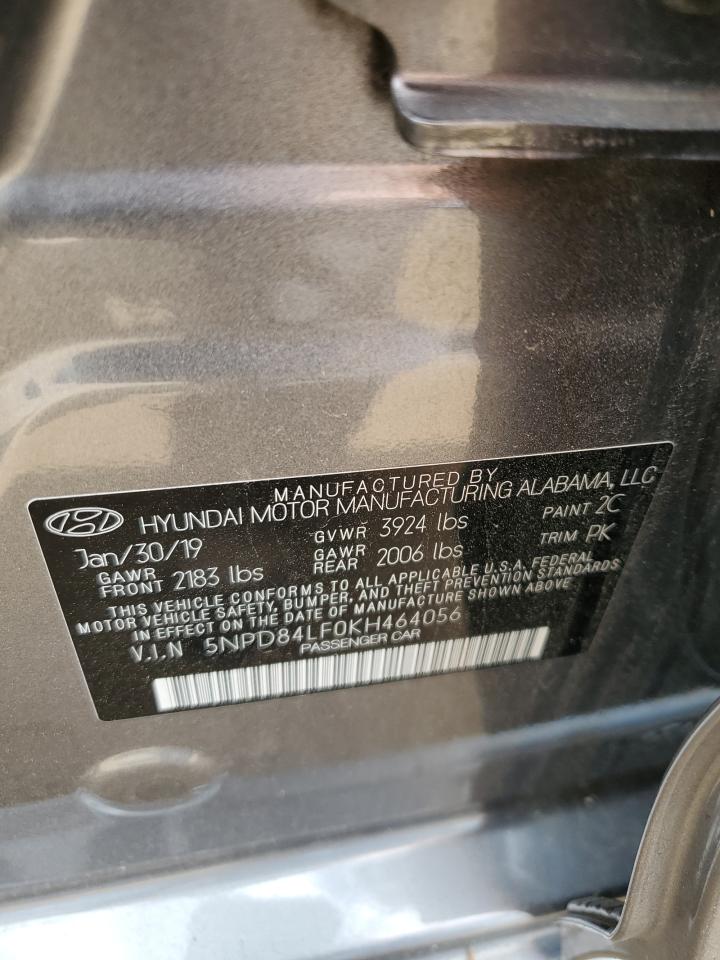 MANUFACTURED BY
HYUNDAI MOTOR MANUFACTURING ALABAMA, LLC
Jan/30/19 GVWR 3924 lbs PAINT 2C
GAWR FRONT 2183 lbs GAWR REAR 2006 lbs TRIM PK
THIS VEHICLE CONFORMS TO ALL APPLICABLE U.S.A. FEDERAL
MOTOR VEHICLE SAFETY, BUMPER, AND THEFT PREVENTION STANDARDS
IN EFFECT ON THE DATE OF MANUFACTURE SHOWN ABOVE.
V.I.N 5NPD84LF0KH464056
PASSENGER CAR